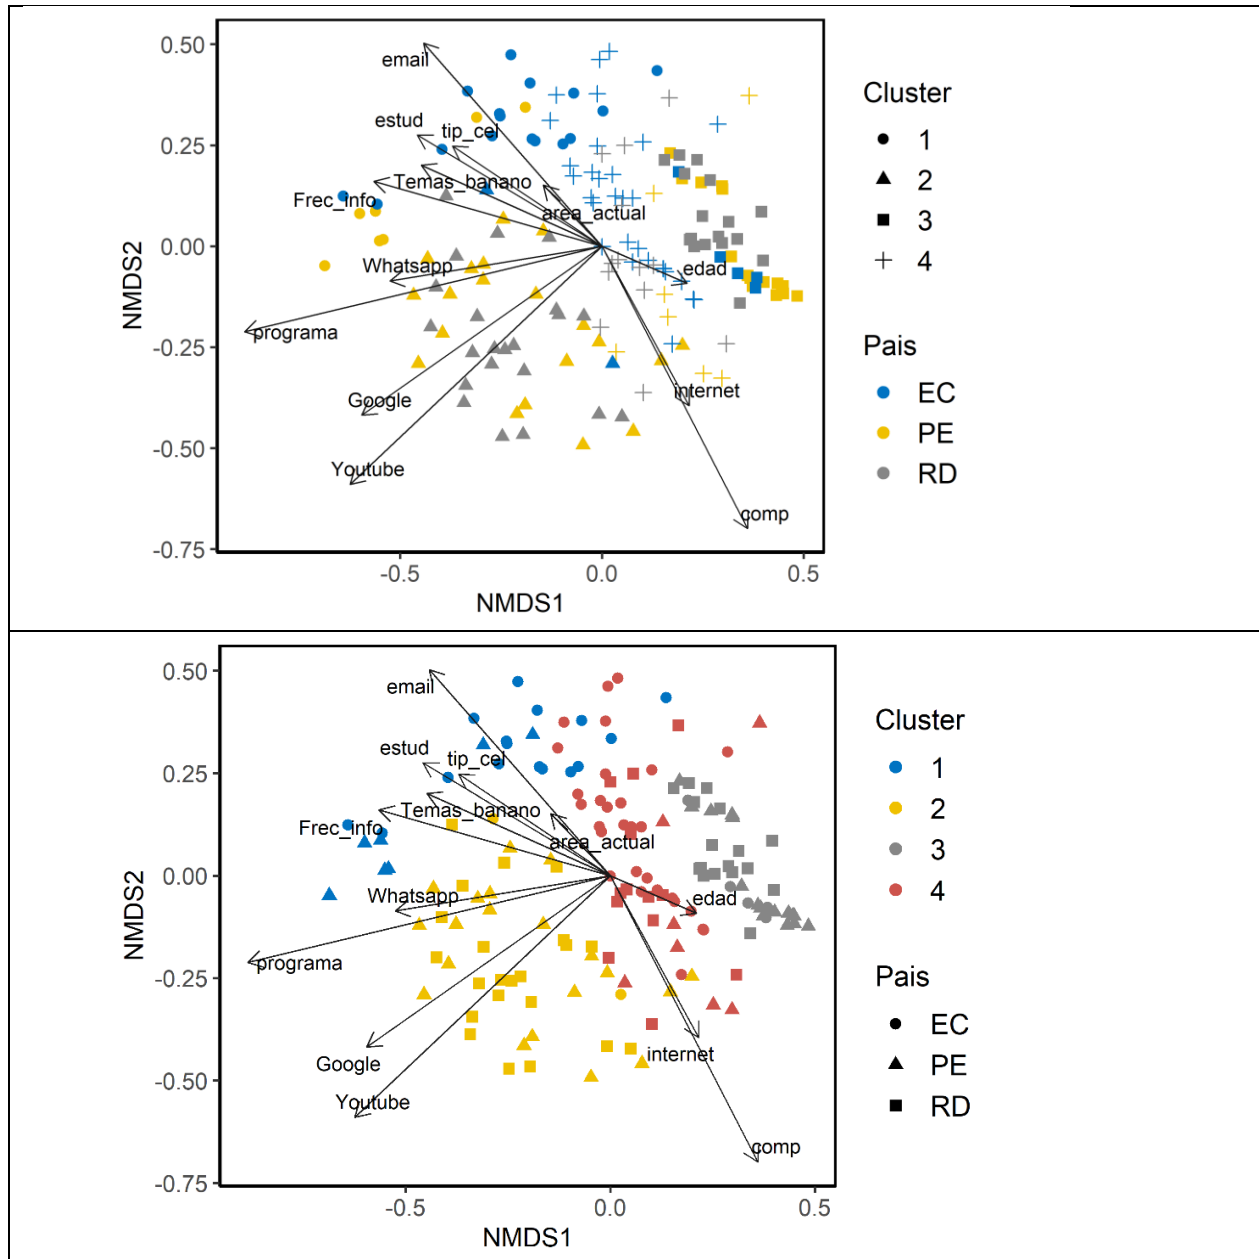 0.50
0.25
0.00
-0.25
-0.50
-0.75
NMDS2
email
estud
tip_cel
Temas_banano
Frec_info
area_actual
Whatsapp
edad
programa
Google
internet
Youtube
comp
-0.5
0.0
0.5
NMDS1
Cluster
1
2
3
4
Pais
EC
PE
RD
0.50
0.25
0.00
-0.25
-0.50
-0.75
NMDS2
email
estud
tip_cel
Temas_banano
Frec_info
area_actual
Whatsapp
edad
programa
internet
Google
Youtube
comp
-0.5
0.0
0.5
NMDS1
Cluster
1
2
3
4
Pais
EC
PE
RD